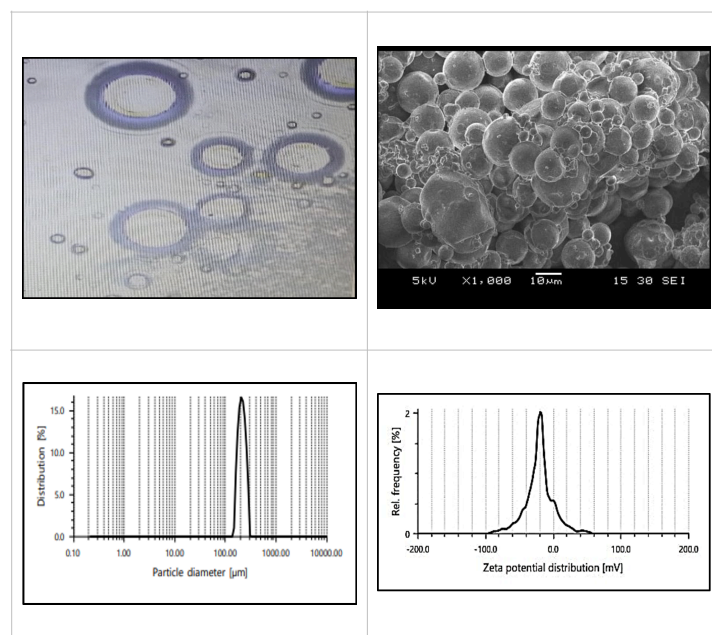 5kV X1,000 10µm 15 30 SEI
Distribution [%]
15.0
10.0
5.0
0.0
0.10 1.00 10.00 100.00 1000.00 10000.00
Particle diameter [µm]
Rel. frequency [%]
2
0
-200.0 -100.0 0.0 100.0 200.0
Zeta potential distribution [mV]